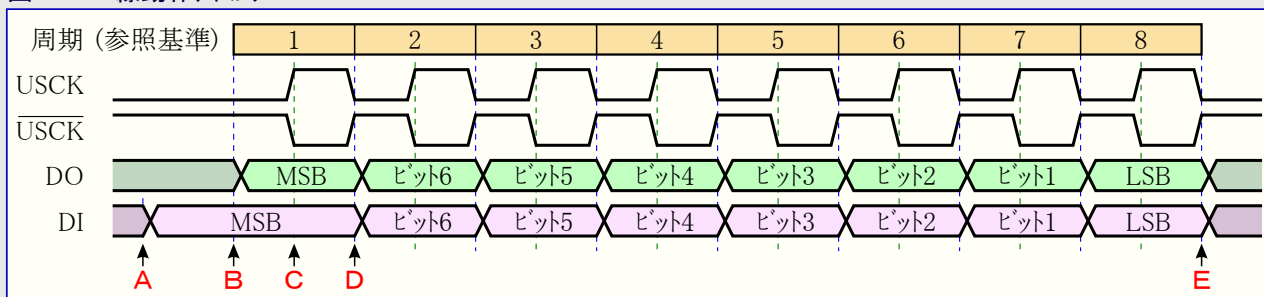 周期 (参照基準) 1 2 3 4 5 6 7 8
USCK
USCK
DO MSB ビット6 ビット5 ビット4 ビット3 ビット2 ビット1 LSB
DI MSB ビット6 ビット5 ビット4 ビット3 ビット2 ビット1 LSB
A B C D E